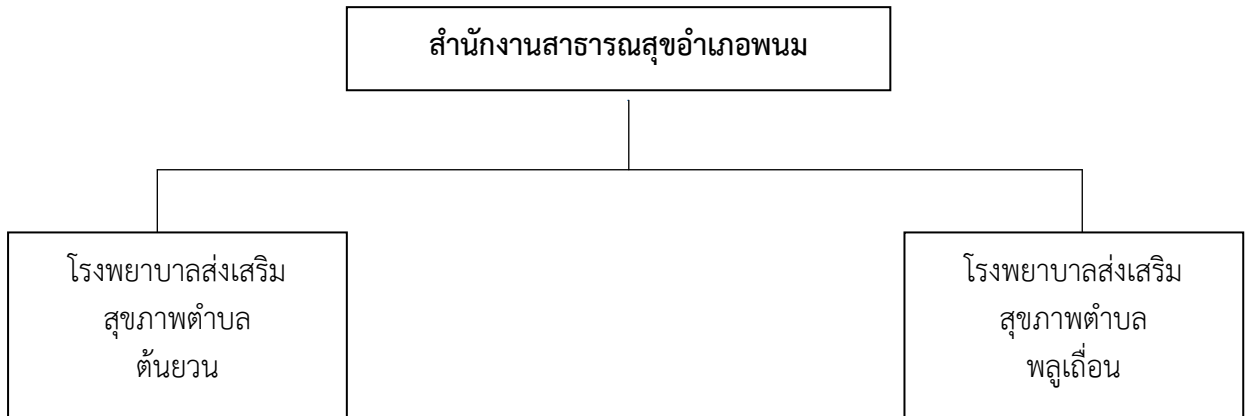 สำนักงานสาธารณสุขอำเภอพนม
โรงพยาบาลส่งเสริม
สุขภาพตำบล
ต้นยวน
โรงพยาบาลส่งเสริม
สุขภาพตำบล
พลูเถื่อน